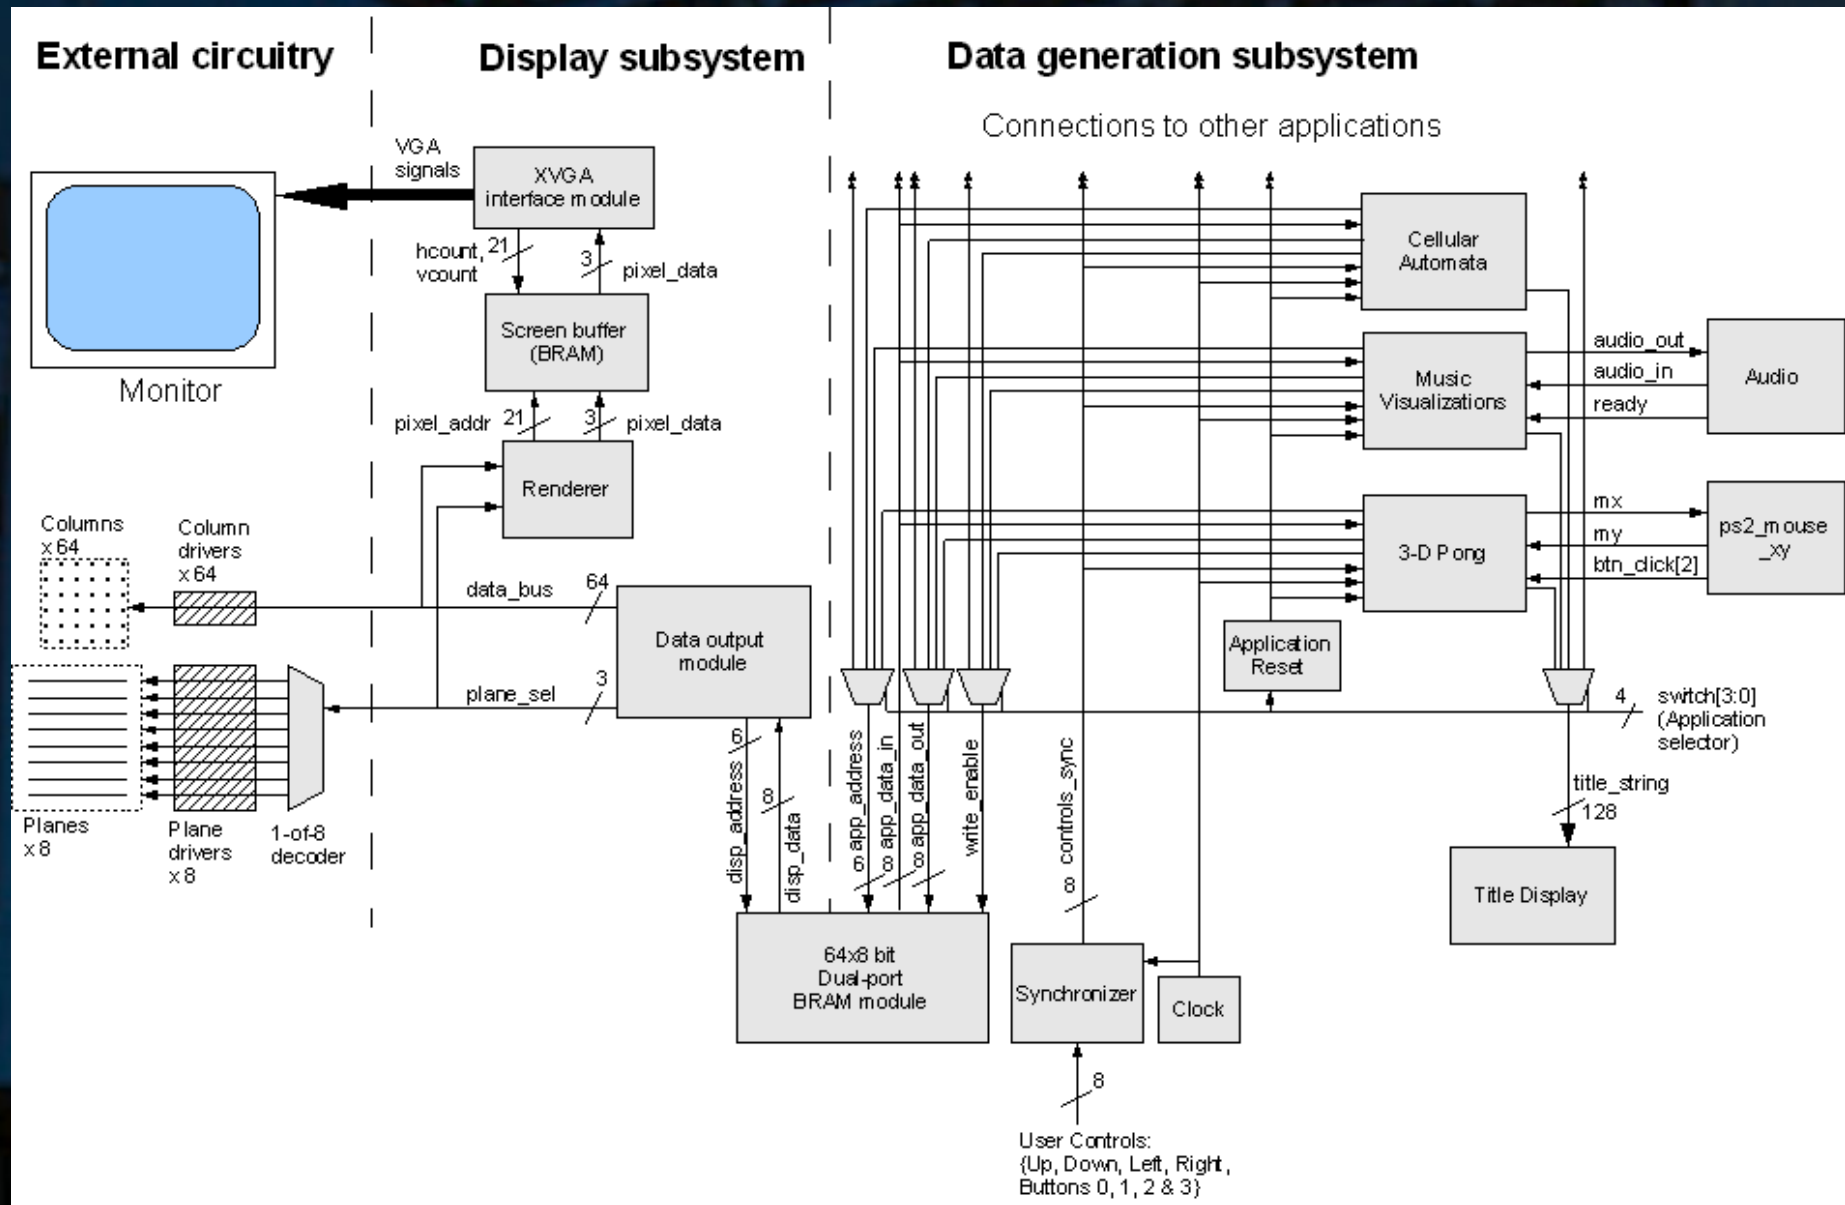 External circuitry
Display subsystem
Data generation subsystem
Connections to other applications
VGA
signals
XVGA
interface module
hcount,
vcount
21
3
pixel_data
Screen buffer
(BRAM)
Monitor
pixel_addr
21
3
pixel_data
Renderer
Cellular
Automata
Music
Visualizations
audio_out
audio_in
ready
Audio
3-D Pong
mx
my
btn_click[2]
ps2_mouse
_xy
Columns
x 64
Column
drivers
x 64
data_bus
64
Data output
module
plane_sel
3
Planes
x 8
Plane
drivers
x 8
1-of-8
decoder
Application
Reset
4
switch[3:0]
(Application
selector)
6
disp_address
8
disp_data
6
app_address
8
app_data_in
8
app_data_out
write_enable
8
controls_sync
title_string
128
Title Display
64x8 bit
Dual-port
BRAM module
Synchronizer
Clock
8
User Controls:
{Up, Down, Left, Right,
Buttons 0, 1, 2 & 3}